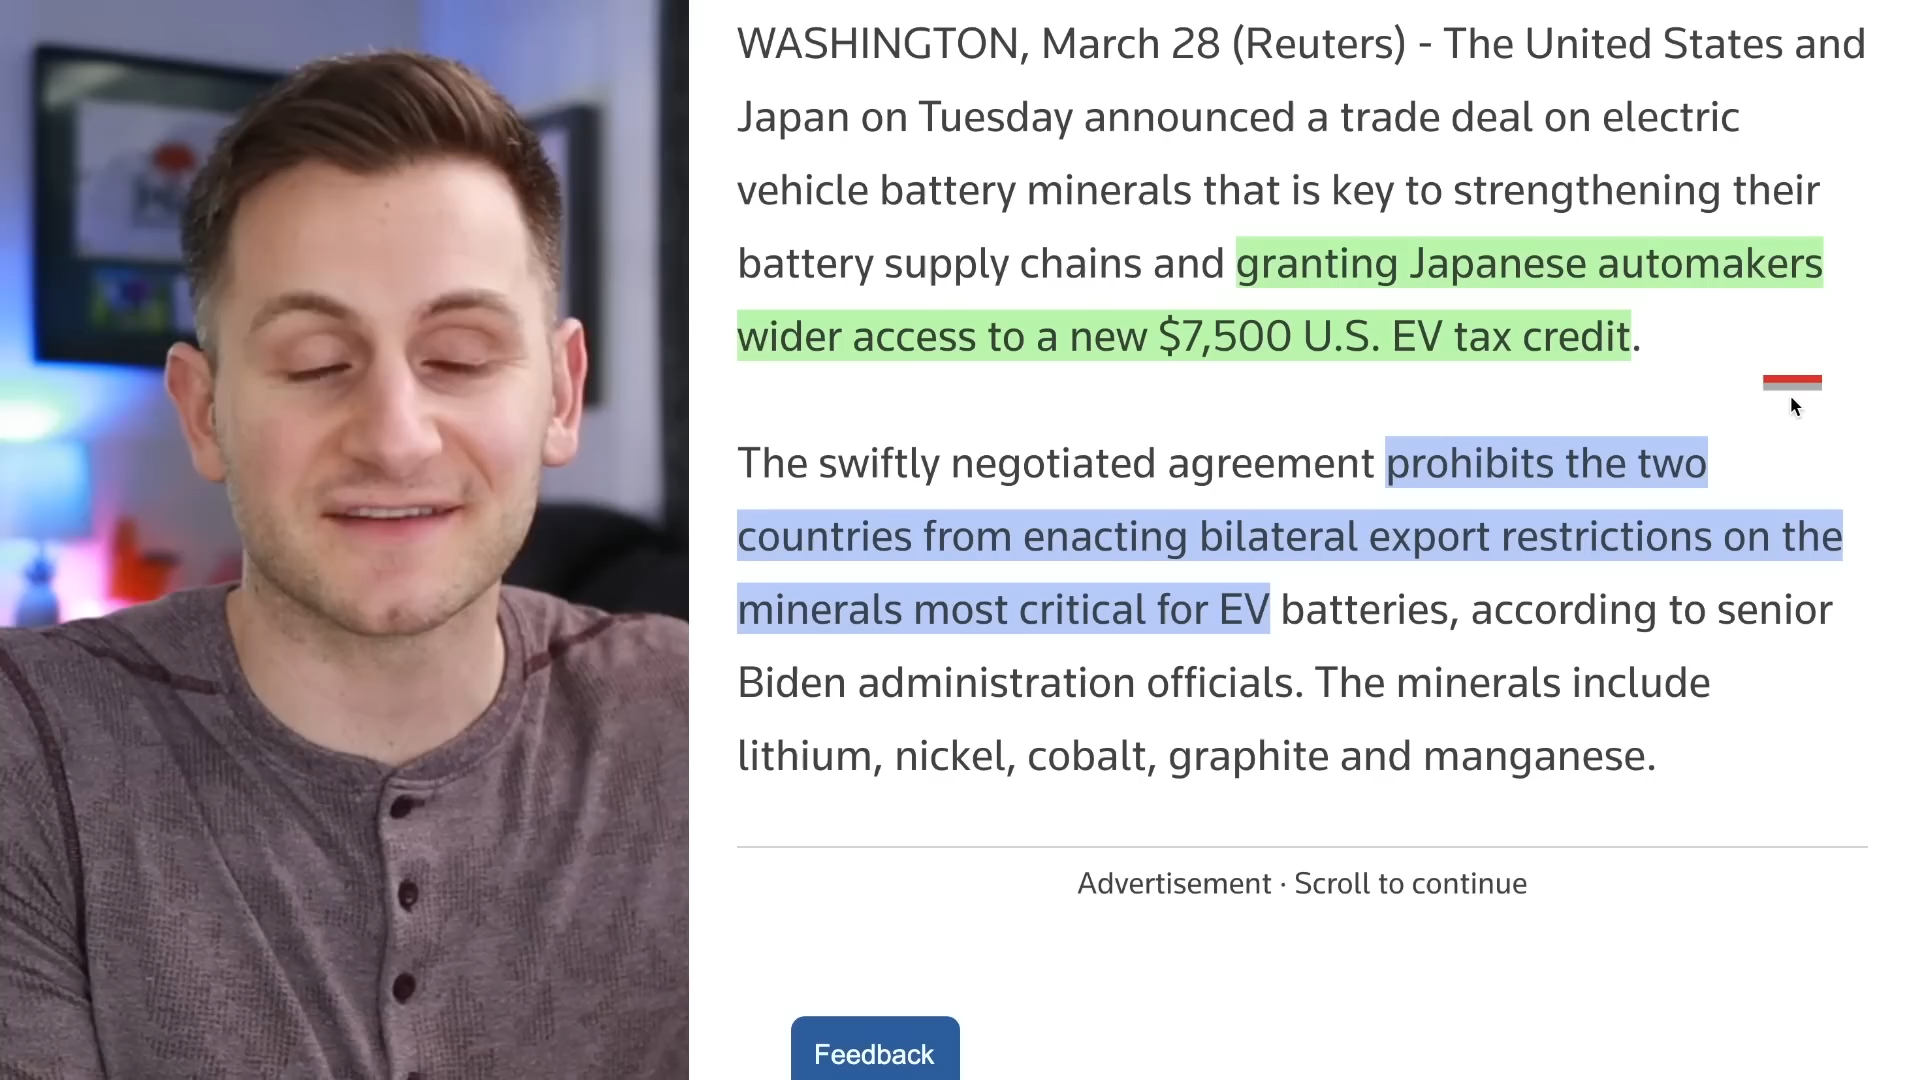 WASHINGTON, March 28 (Reuters) - The United States and
Japan on Tuesday announced a trade deal on electric
vehicle battery minerals that is key to strengthening their
battery supply chains and granting Japanese automakers
wider access to a new $7,500 U.S. EV tax credit.
The swiftly negotiated agreement prohibits the two
countries from enacting bilateral export restrictions on the
minerals most critical for EV batteries, according to senior
Biden administration officials. The minerals include
lithium, nickel, cobalt, graphite and manganese.
Advertisement · Scroll to continue
Feedback